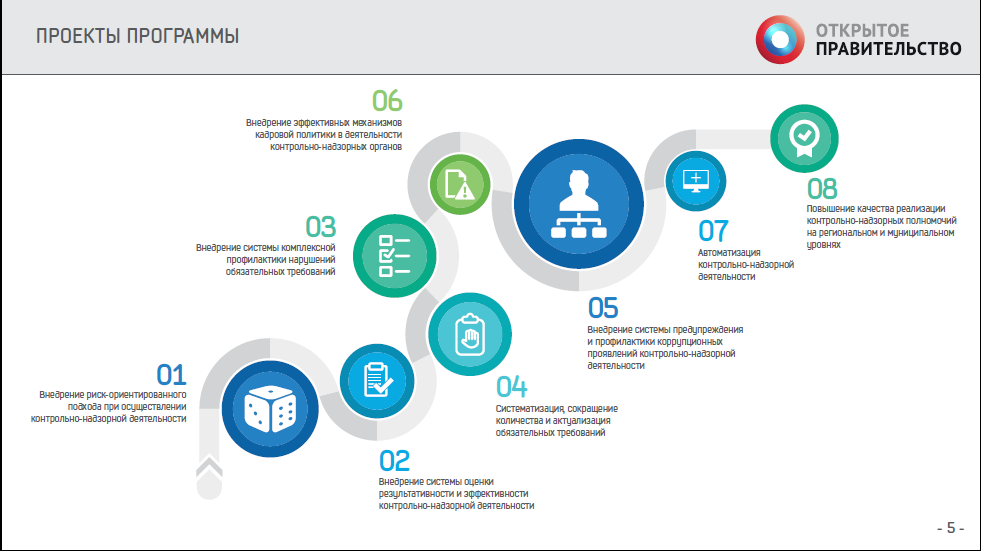 ПРОЕКТЫ ПРОГРАММЫ
ОТКРЫТОЕ
ПРАВИТЕЛЬСТВО
01
Внедрение риск-ориентированного
подхода при осуществлении
контрольно-надзорной деятельности
02
Внедрение системы оценки
результативности и эффективности
контрольно-надзорной деятельности
03
Внедрение системы комплексной
профилактики нарушений
обязательных требований
04
Систематизация, сокращение
количества и актуализация
обязательных требований
05
Внедрение системы предупреждения
и профилактики коррупционных
проявлений контрольно-надзорной
деятельности
06
Внедрение эффективных механизмов
кадровой политики в деятельности
контрольно-надзорных органов
07
Автоматизация
контрольно-надзорной
деятельности
08
Повышение качества реализации
контрольно-надзорных полномочий
на региональном и муниципальном
уровнях
- 5 -